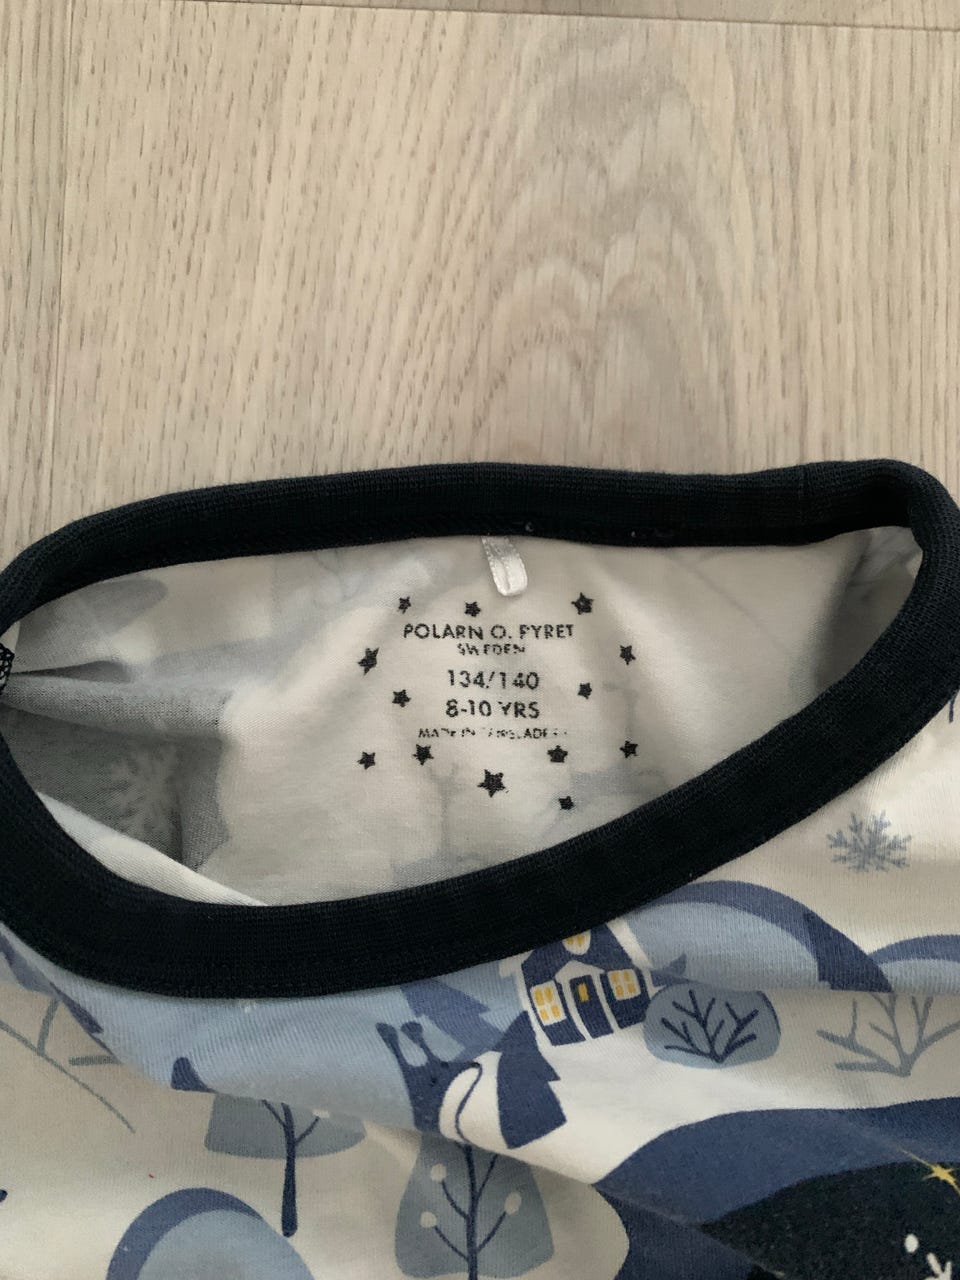 POLARN O. PYRET
SWEDEN
134/140
8-10 YRS
MADE IN